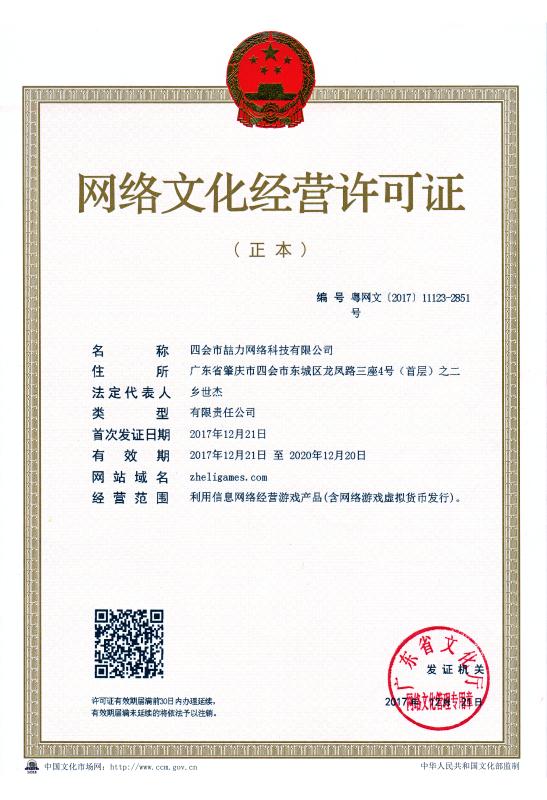 网络文化经营许可证
（正本）
编 号 粤网文〔2017〕11123-2851
号
名 称 四会市喆力网络科技有限公司
住 所 广东省肇庆市四会市东城区龙凤路三座4号（首层）之二
法定代表人 乡世杰
类 型 有限责任公司
首次发证日期 2017年12月21日
有 效 期 2017年12月21日 至 2020年12月20日
网 站 域 名 zheligames.com
经 营 范 围 利用信息网络经营游戏产品(含网络游戏虚拟货币发行)。
广东省文化厅
发 证 机 关
网络文化管理专用章
2017年 12月 21日
许可证有效期届满前30日内办理延续，
有效期届满未延续的将依法予以注销。
中国文化市场网：http://www.ccm.gov.cn
中华人民共和国文化部监制